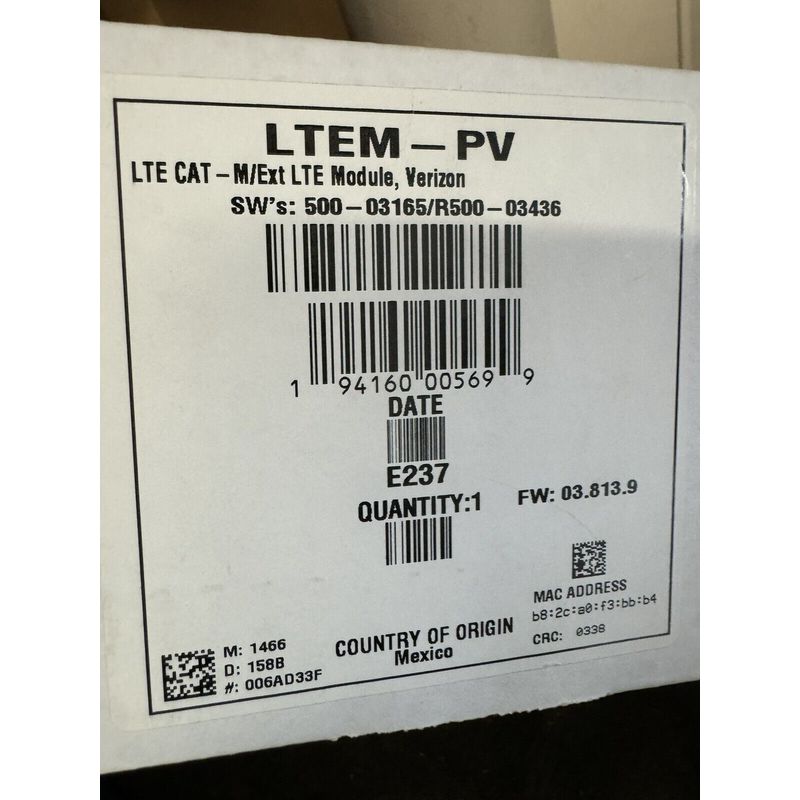 LTEM-PV
LTE CAT-M/Ext LTE Module, Verizon
SW's: 500-03165/R500-03436
1 94160 00569 9
DATE
E237
QUANTITY:1
FW: 03.813.9
MAC ADDRESS
b8:2c:a0:f3:bb:b4
CRC: 0338
COUNTRY OF ORIGIN
Mexico
M: 1466
D: 158B
#: 006AD33F